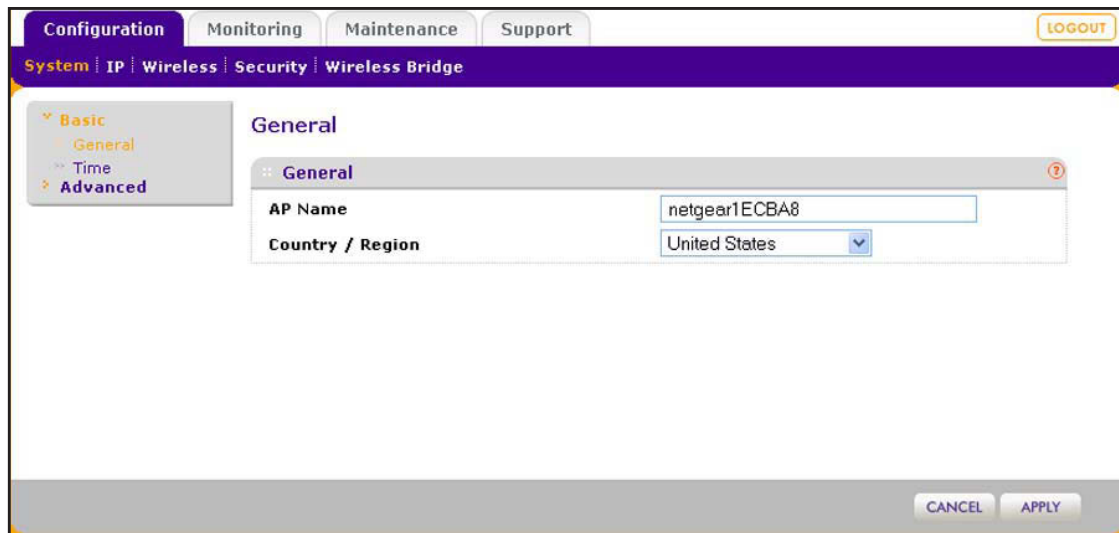 Configuration Monitoring Maintenance Support LOGOUT
System IP Wireless Security Wireless Bridge
Basic
General
Time
Advanced
General
General ?
AP Name netgear1ECBA8
Country / Region United States
CANCEL APPLY